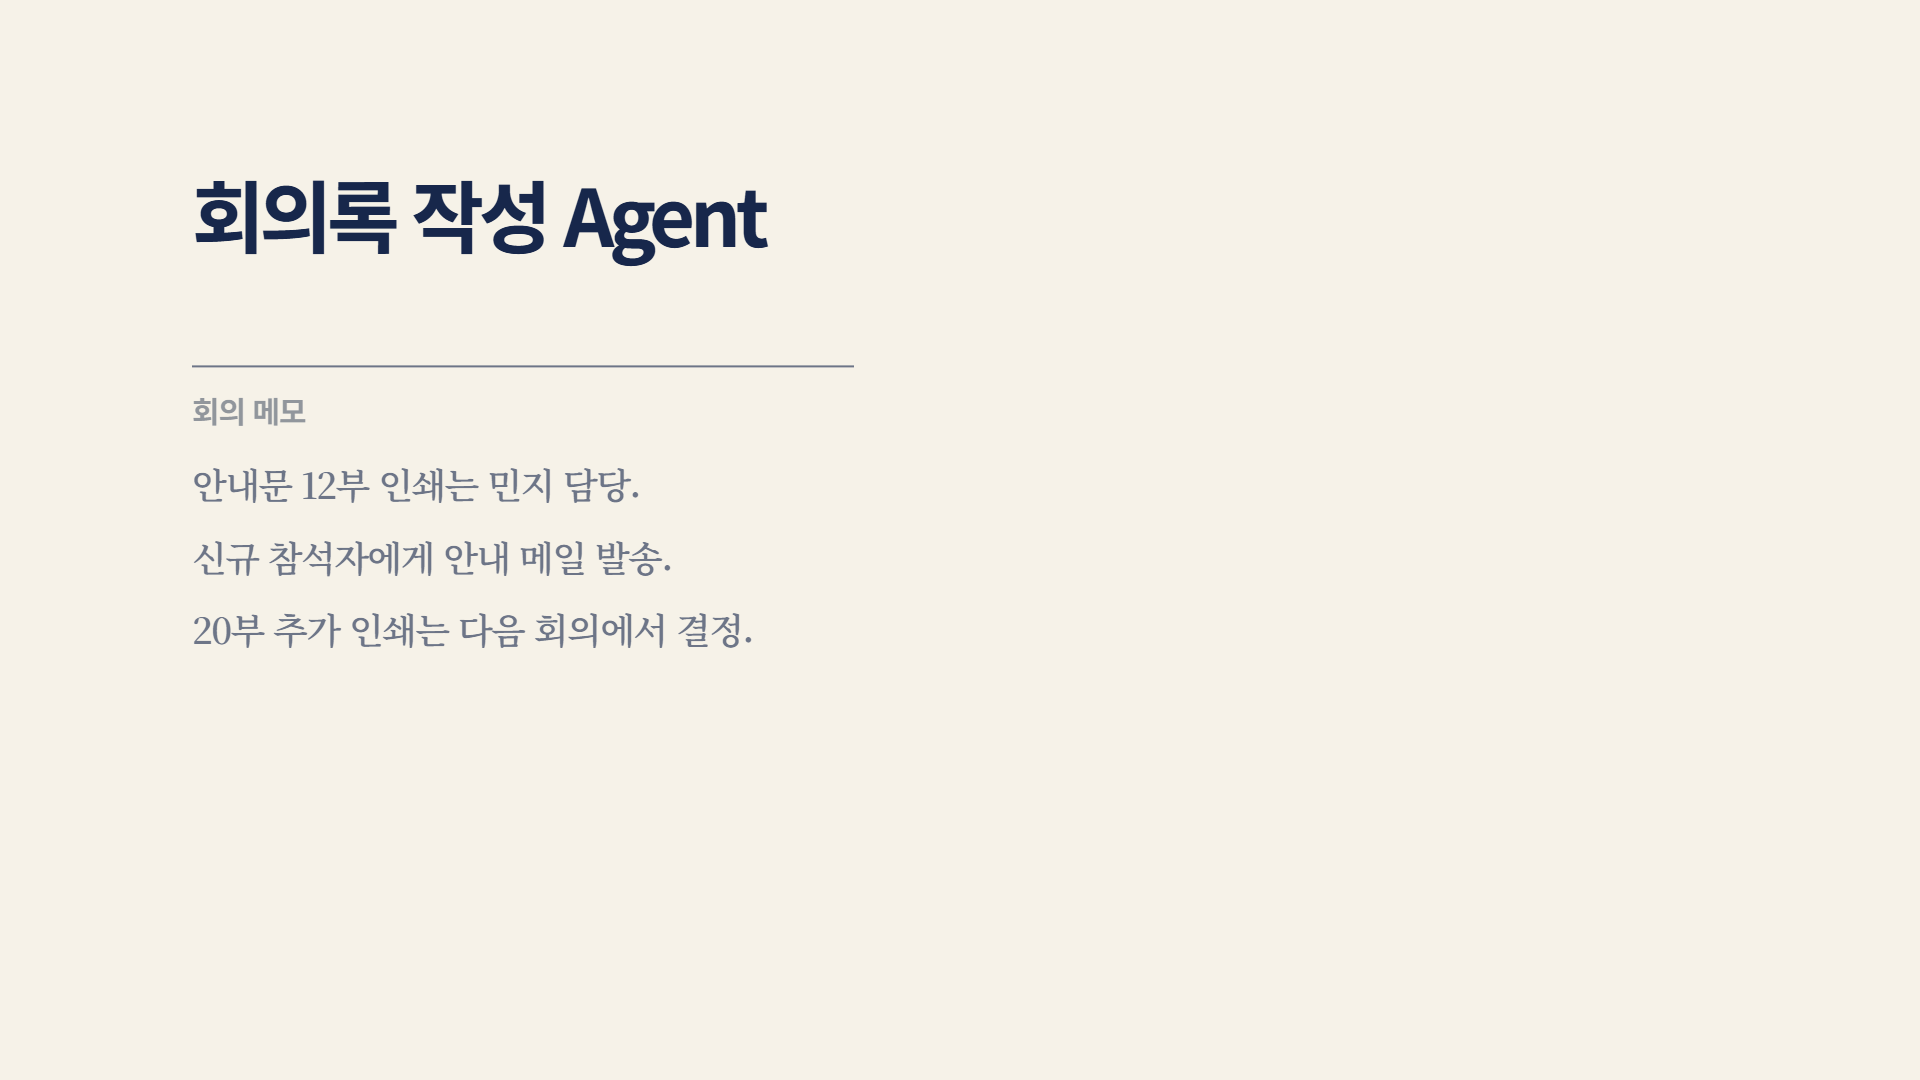 회의록 작성 Agent
회의 메모
안내문 12부 인쇄는 민지 담당.
신규 참석자에게 안내 메일 발송.
20부 추가 인쇄는 다음 회의에서 결정.